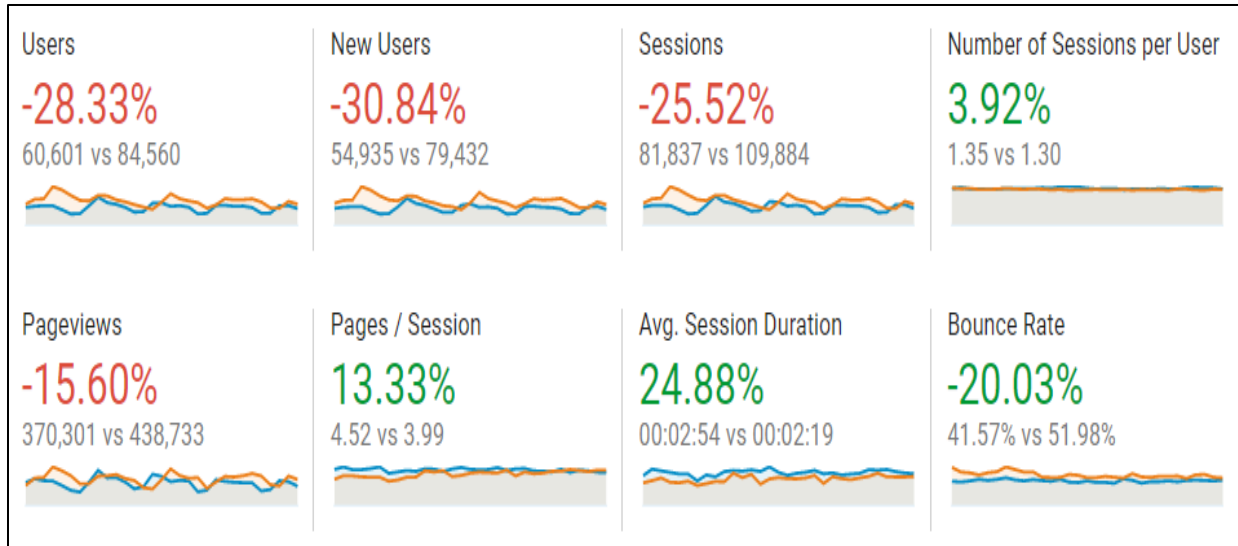 Users
-28.33%
60,601 vs 84,560
New Users
-30.84%
54,935 vs 79,432
Sessions
-25.52%
81,837 vs 109,884
Number of Sessions per User
3.92%
1.35 vs 1.30
Pageviews
-15.60%
370,301 vs 438,733
Pages / Session
13.33%
4.52 vs 3.99
Avg. Session Duration
24.88%
00:02:54 vs 00:02:19
Bounce Rate
-20.03%
41.57% vs 51.98%